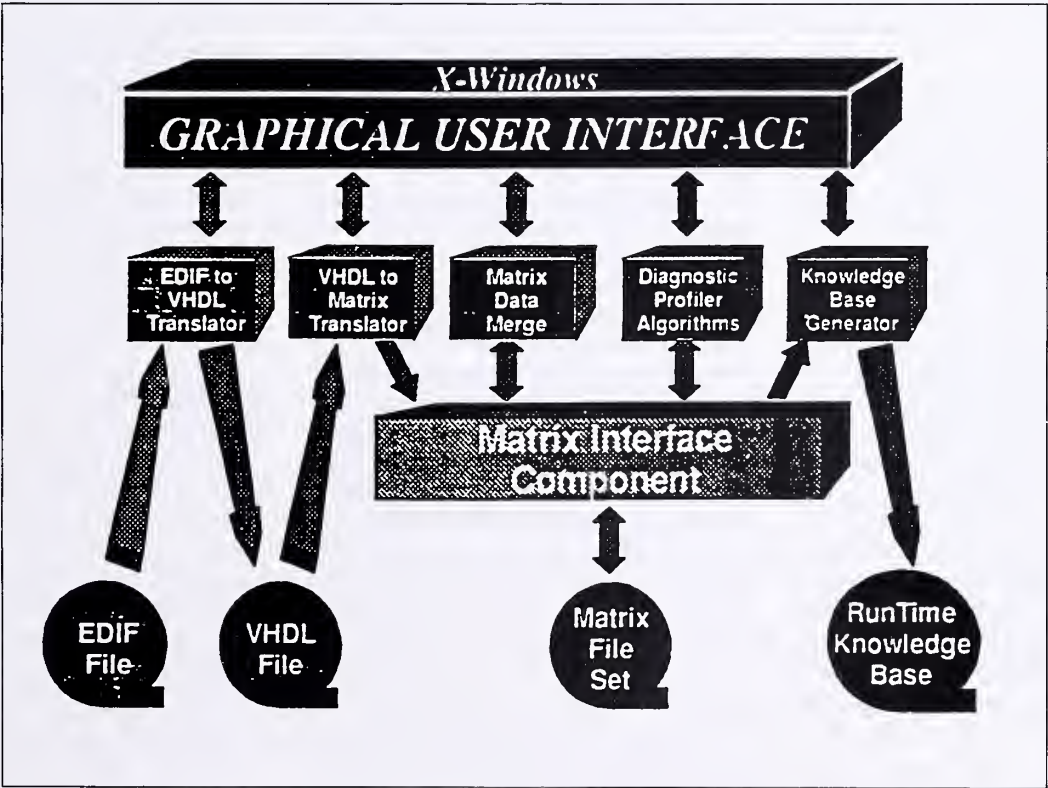 X-Windows
GRAPHICAL USER INTERFACE
EDIF to
VHDL
Translator
VHDL to
Matrix
Translator
Matrix
Data
Merge
Diagnostic
Profiler
Algorithms
Knowledge
Base
Generator
Matrix Interface
Component
EDIF
File
VHDL
File
Matrix
File
Set
RunTime
Knowledge
Base